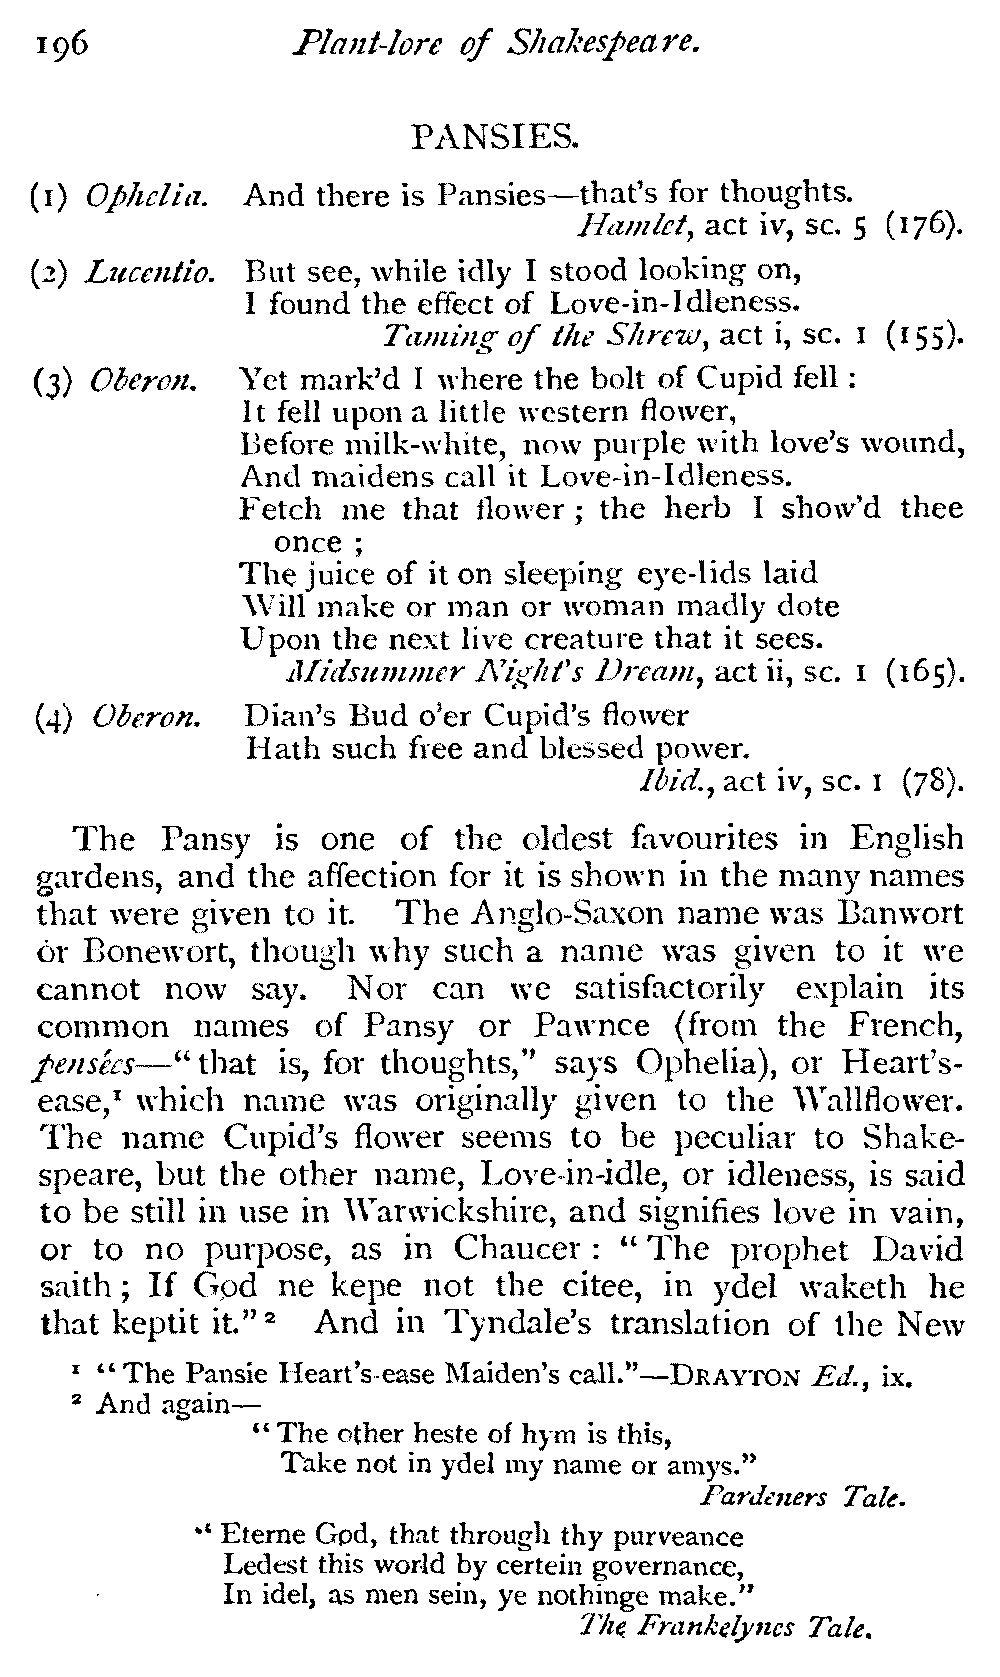 196 Plant-lore of Shakespeare.
PANSIES.
(1) Ophelia. And there is Pansies—that's for thoughts.
Hamlet, act iv, sc. 5 (176).
(2) Lucentio. But see, while idly I stood looking on,
I found the effect of Love-in-Idleness.
Taming of the Shrew, act i, sc. 1 (155).
(3) Oberon. Yet mark'd I where the bolt of Cupid fell :
It fell upon a little western flower,
Before milk-white, now purple with love's wound,
And maidens call it Love-in-Idleness.
Fetch me that flower ; the herb I show'd thee
once ;
The juice of it on sleeping eye-lids laid
Will make or man or woman madly dote
Upon the next live creature that it sees.
Midsummer Night's Dream, act ii, sc. 1 (165).
(4) Oberon. Dian's Bud o'er Cupid's flower
Hath such free and blessed power.
Ibid., act iv, sc. 1 (78).
The Pansy is one of the oldest favourites in English
gardens, and the affection for it is shown in the many names
that were given to it. The Anglo-Saxon name was Banwort
or Bonewort, though why such a name was given to it we
cannot now say. Nor can we satisfactorily explain its
common names of Pansy or Pawnce (from the French,
pensées—"that is, for thoughts," says Ophelia), or Heart's-
ease,¹ which name was originally given to the Wallflower.
The name Cupid's flower seems to be peculiar to Shake-
speare, but the other name, Love-in-idle, or idleness, is said
to be still in use in Warwickshire, and signifies love in vain,
or to no purpose, as in Chaucer : "The prophet David
saith ; If God ne kepe not the citee, in ydel waketh he
that keptit it." ² And in Tyndale's translation of the New
¹ "The Pansie Heart's-ease Maiden's call."—DRAYTON Ed., ix.
² And again—
"The other heste of hym is this,
Take not in ydel my name or amys."
Pardeners Tale.
"Eterne God, that through thy purveance
Ledest this world by certein governance,
In idel, as men sein, ye nothinge make."
The Frankelynes Tale.